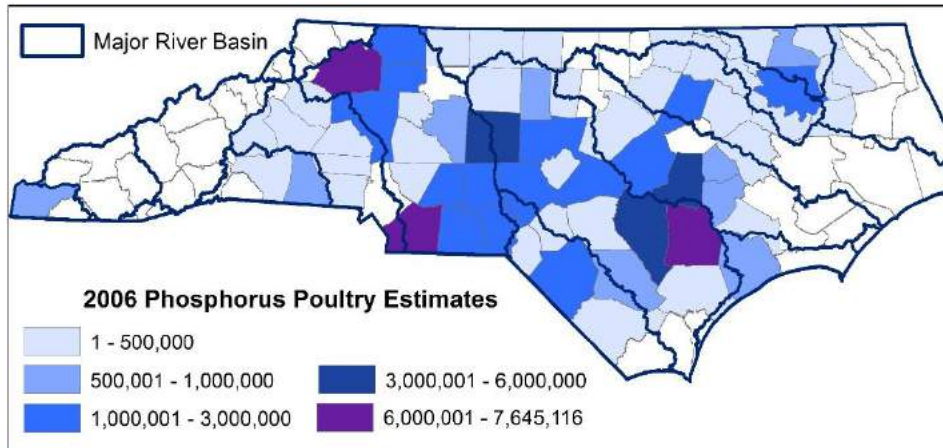 Major River Basin
2006 Phosphorus Poultry Estimates
1 - 500,000
500,001 - 1,000,000
1,000,001 - 3,000,000
3,000,001 - 6,000,000
6,000,001 - 7,645,116